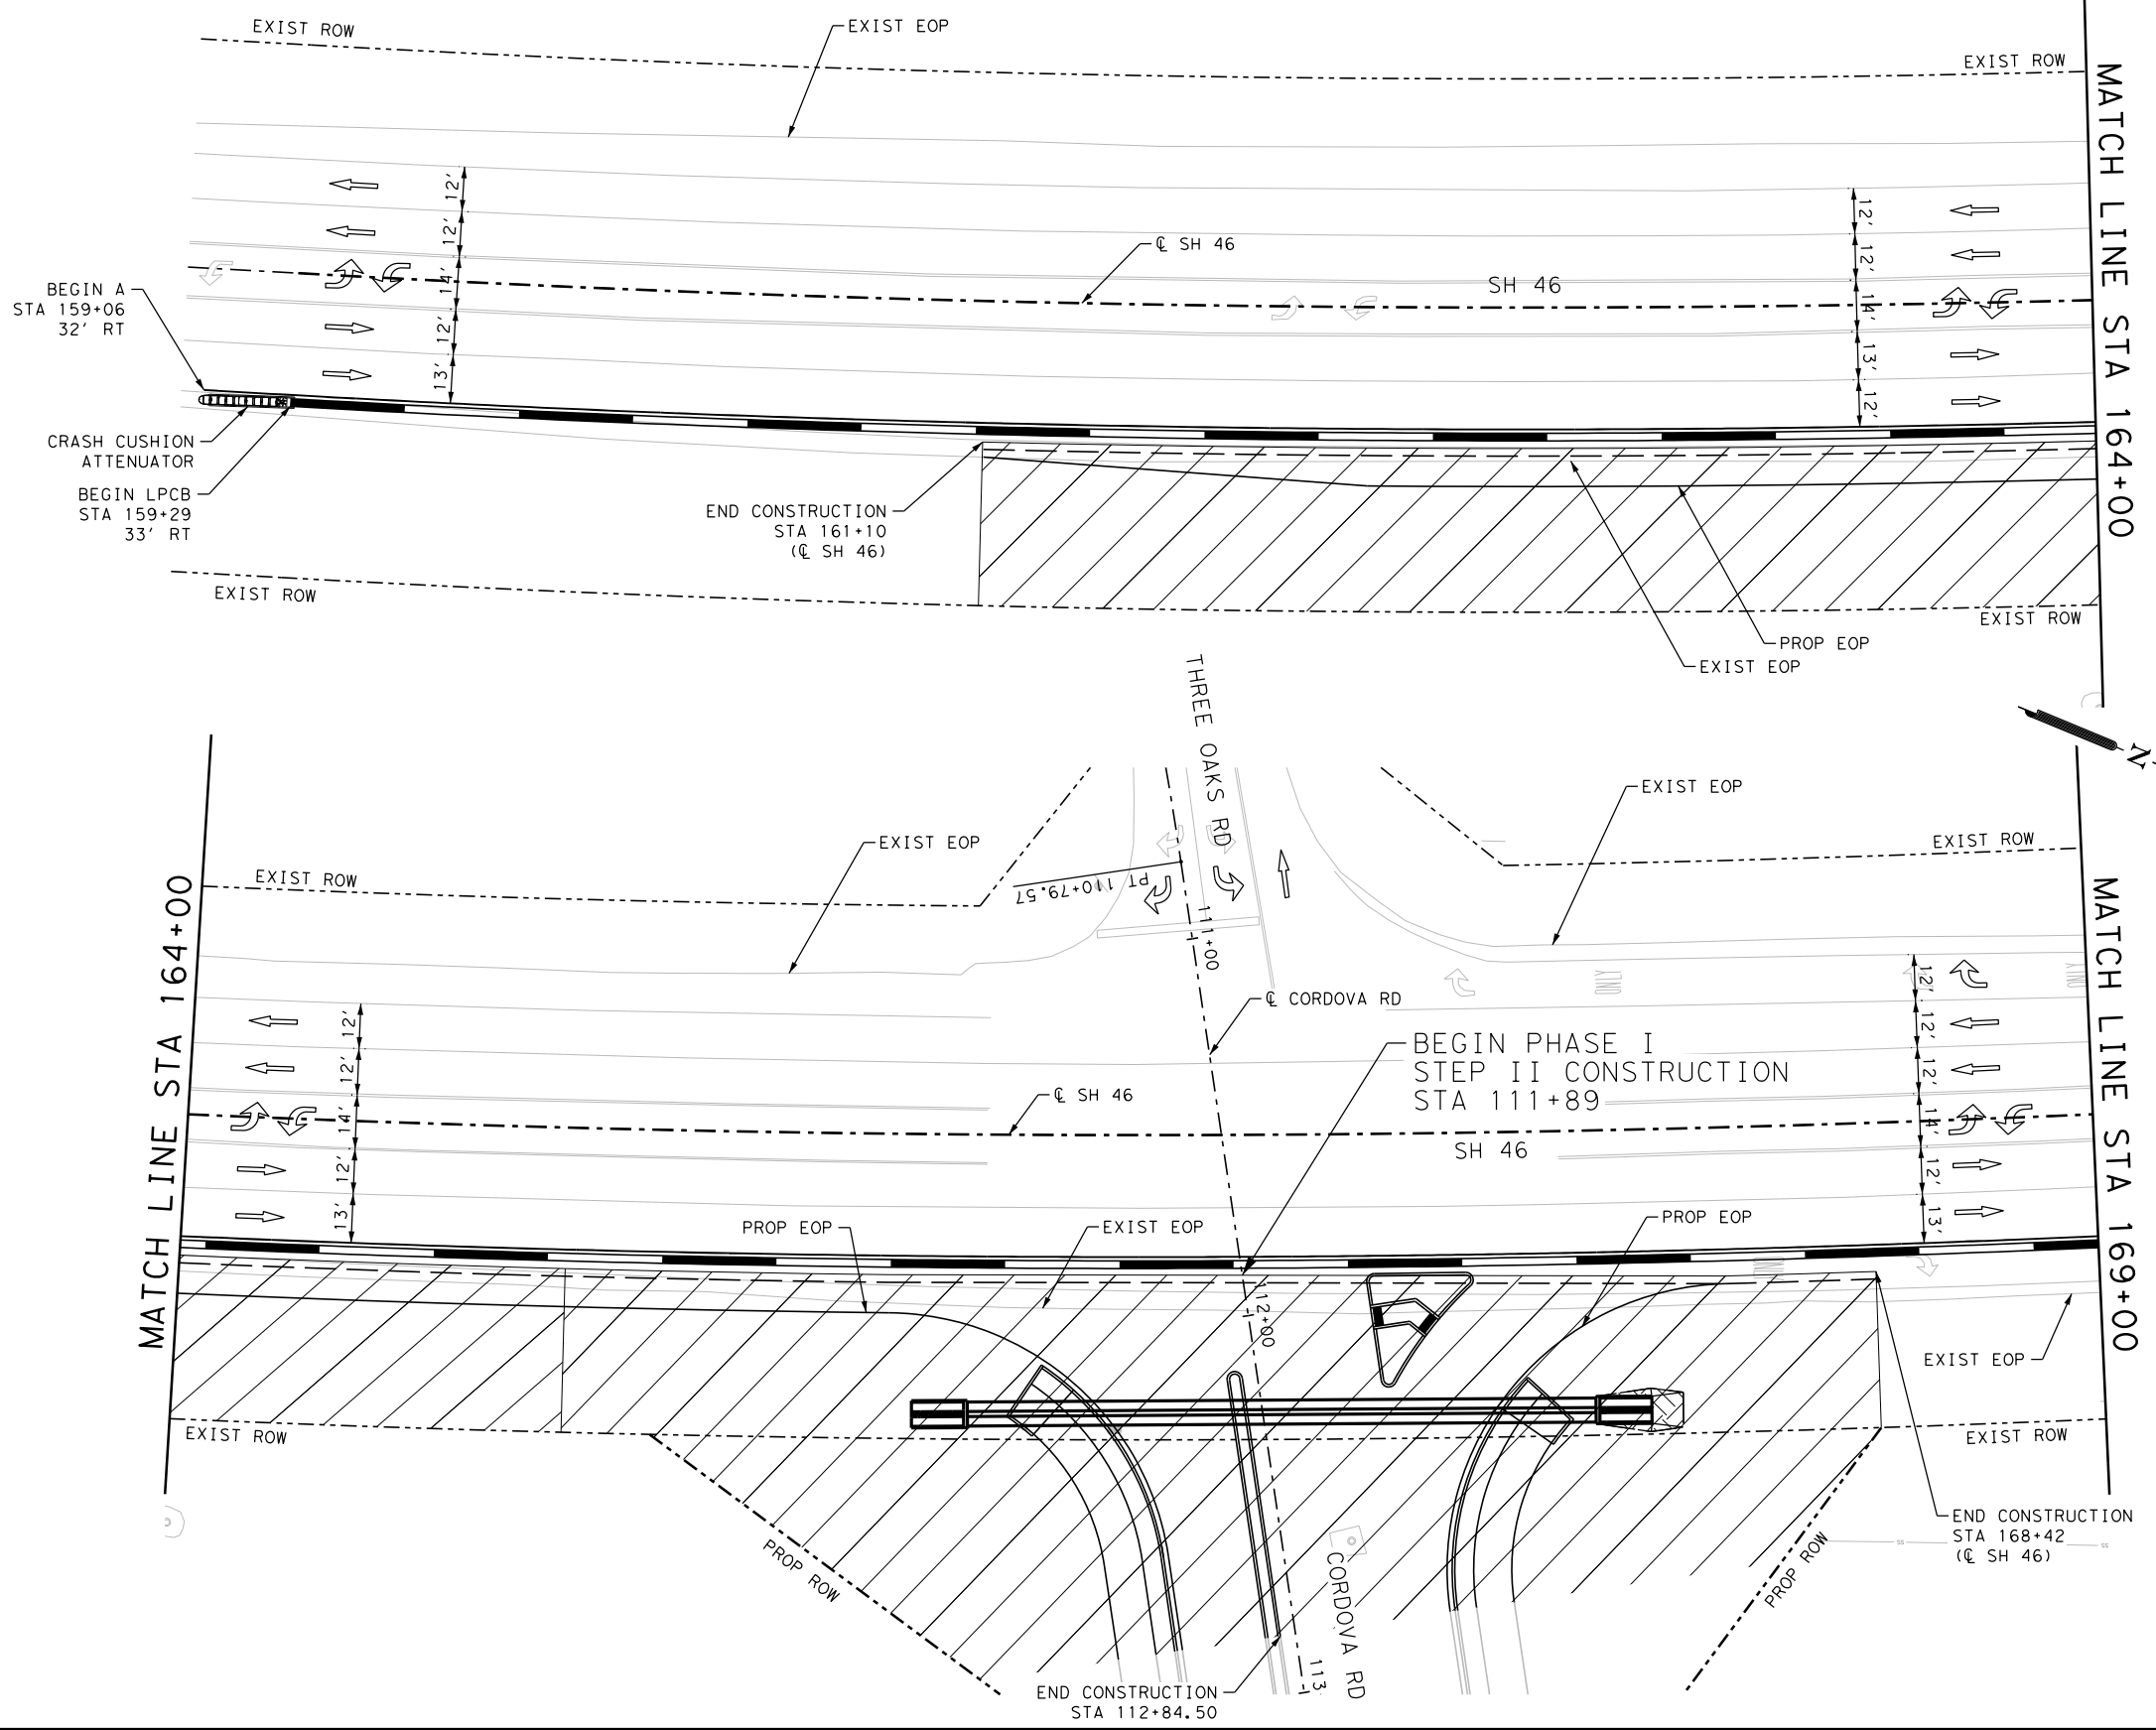 EXIST ROW
EXIST EOP
EXIST ROW
MATCH LINE STA 164+00
12'
12'
14'
12'
13'
12'
12'
14'
13'
12'
℄ SH 46
SH 46
BEGIN A
STA 159+06
32' RT
CRASH CUSHION
ATTENUATOR
BEGIN LPCB
STA 159+29
33' RT
END CONSTRUCTION
STA 161+10
(℄ SH 46)
EXIST ROW
EXIST ROW
PROP EOP
EXIST EOP
N
THREE OAKS RD
MATCH LINE STA 164+00
EXIST ROW
EXIST EOP
EXIST EOP
EXIST ROW
MATCH LINE STA 169+00
PT 110+79.57
111+00
℄ CORDOVA RD
12'
12'
14'
12'
13'
12'
12'
12'
14'
12'
13'
BEGIN PHASE I
STEP II CONSTRUCTION
STA 111+89
℄ SH 46
SH 46
PROP EOP
EXIST EOP
PROP EOP
112+00
EXIST EOP
EXIST ROW
EXIST ROW
END CONSTRUCTION
STA 168+42
(℄ SH 46)
PROP ROW
PROP ROW
CORDOVA RD
113
END CONSTRUCTION
STA 112+84.50